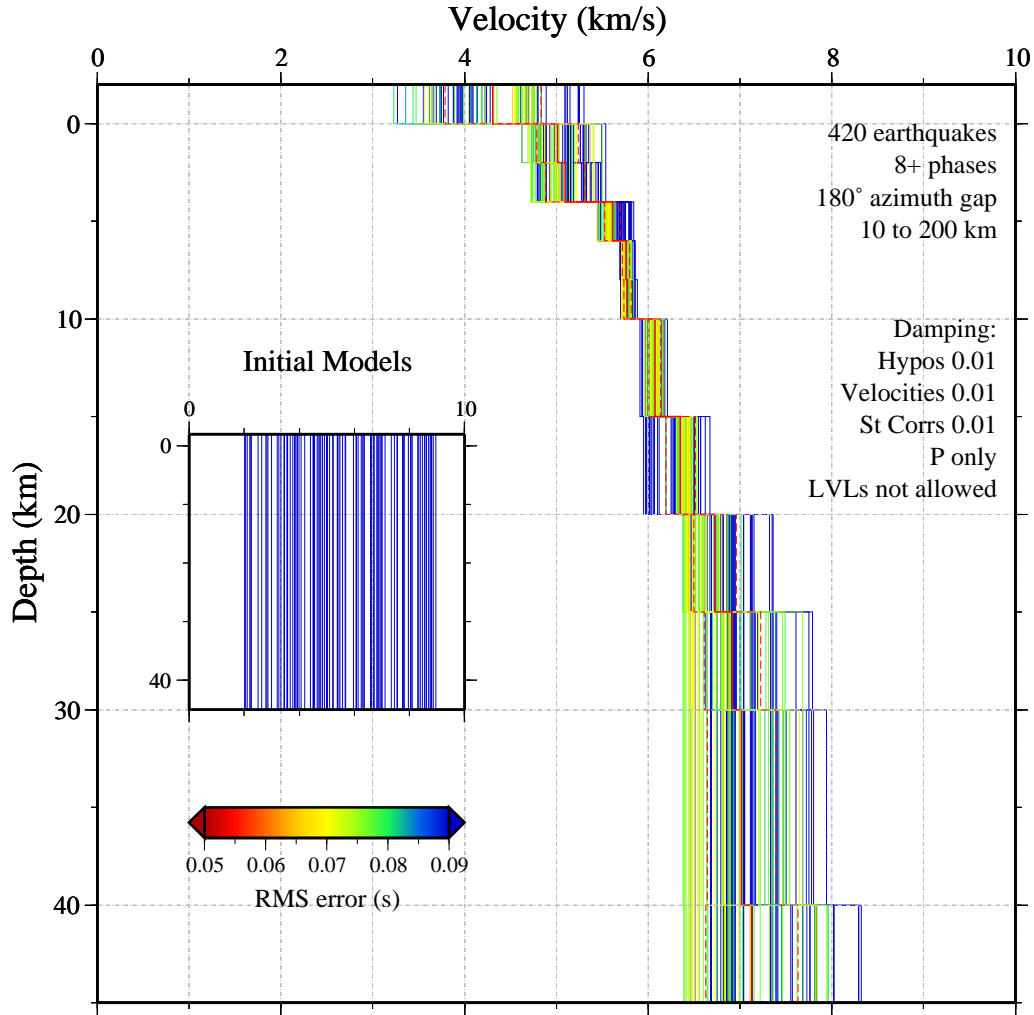 Velocity (km/s)
0 2 4 6 8 10
0
10
20
30
40
Depth (km)
420 earthquakes
8+ phases
180° azimuth gap
10 to 200 km
Damping:
Hypos 0.01
Velocities 0.01
St Corrs 0.01
P only
LVLs not allowed
Initial Models
0 10
0
40
0.05 0.06 0.07 0.08 0.09
RMS error (s)